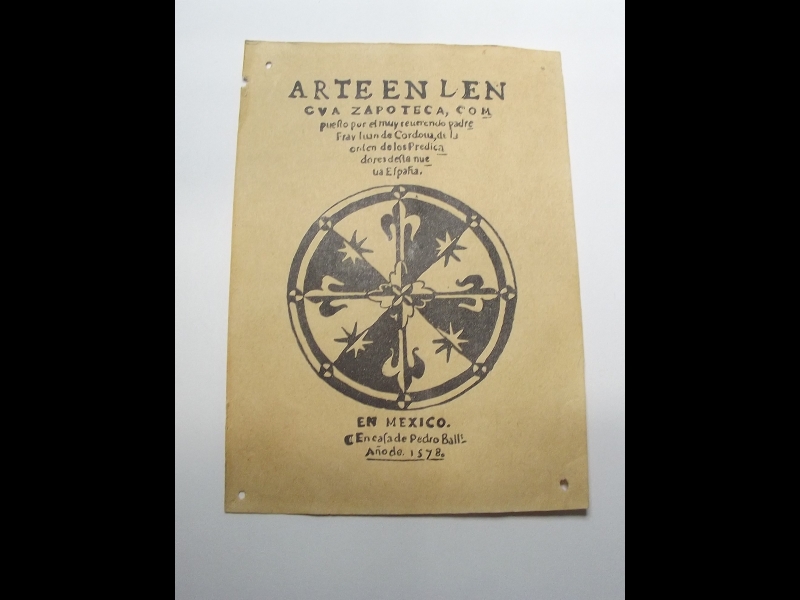 ARTE EN LEN
GVA ZAPOTECA, COM
pueſto por el muy reuerendo padre
Fray Iuan de Cordoua, de la
orden de los Predica
dores deſta nue
ua Eſpaña.
EN MEXICO.
En caſa de Pedro Balli
Año de. 1578.